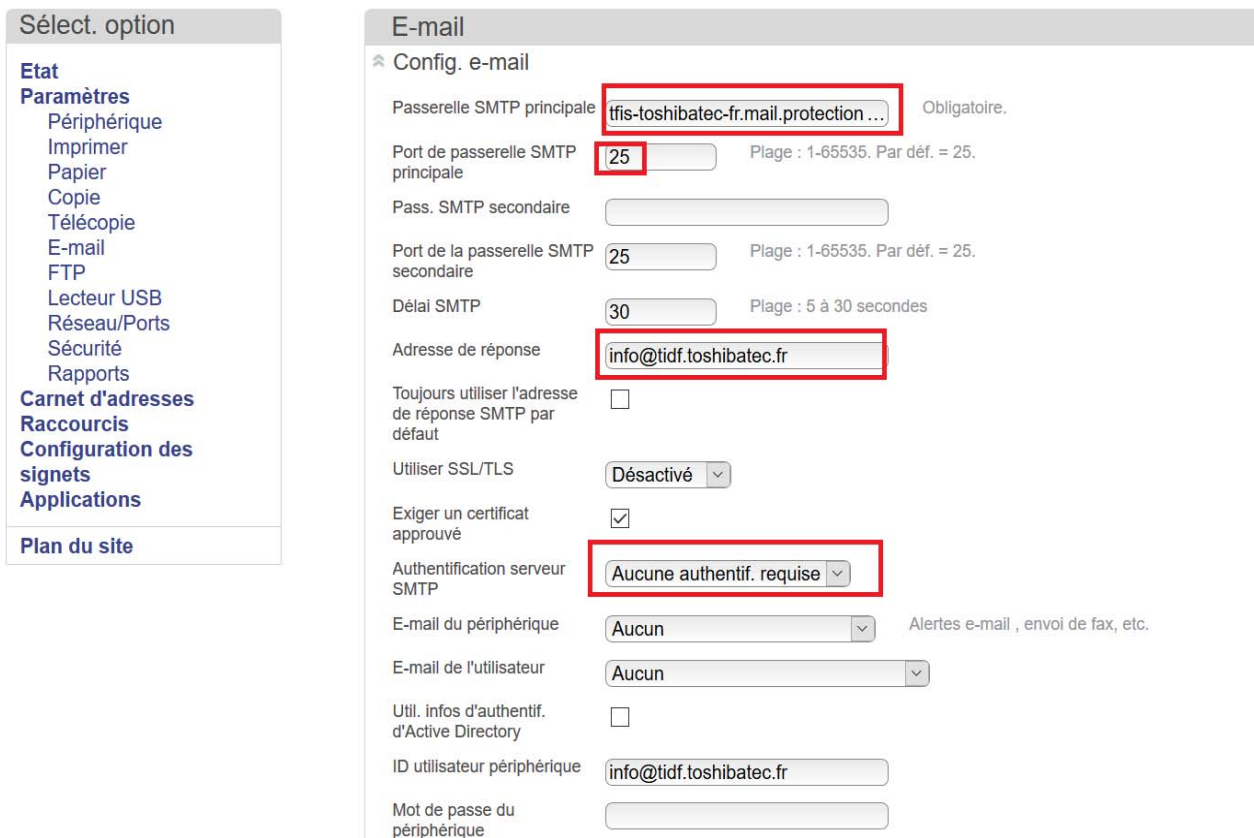 Sélect. option
Etat
Paramètres
Périphérique
Imprimer
Papier
Copie
Télécopie
E-mail
FTP
Lecteur USB
Réseau/Ports
Sécurité
Rapports
Carnet d'adresses
Raccourcis
Configuration des
signets
Applications
Plan du site
E-mail
Config. e-mail
Passerelle SMTP principale tfis-toshibatec-fr.mail.protection ... Obligatoire.
Port de passerelle SMTP
principale
25 Plage : 1-65535. Par déf. = 25.
Pass. SMTP secondaire
Port de la passerelle SMTP
secondaire
25 Plage : 1-65535. Par déf. = 25.
Délai SMTP 30 Plage : 5 à 30 secondes
Adresse de réponse info@tidf.toshibatec.fr
Toujours utiliser l'adresse
de réponse SMTP par
défaut
Utiliser SSL/TLS Désactivé
Exiger un certificat
approuvé
Authentification serveur
SMTP
Aucune authentif. requise
E-mail du périphérique Aucun Alertes e-mail , envoi de fax, etc.
E-mail de l'utilisateur Aucun
Util. infos d'authentif.
d'Active Directory
ID utilisateur périphérique info@tidf.toshibatec.fr
Mot de passe du
périphérique